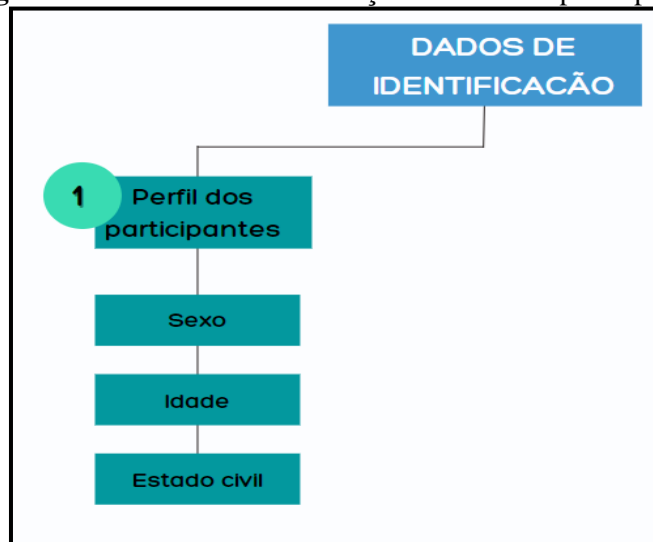 DADOS DE
IDENTIFICACÃO
1
Perfil dos
participantes
Sexo
Idade
Estado civil